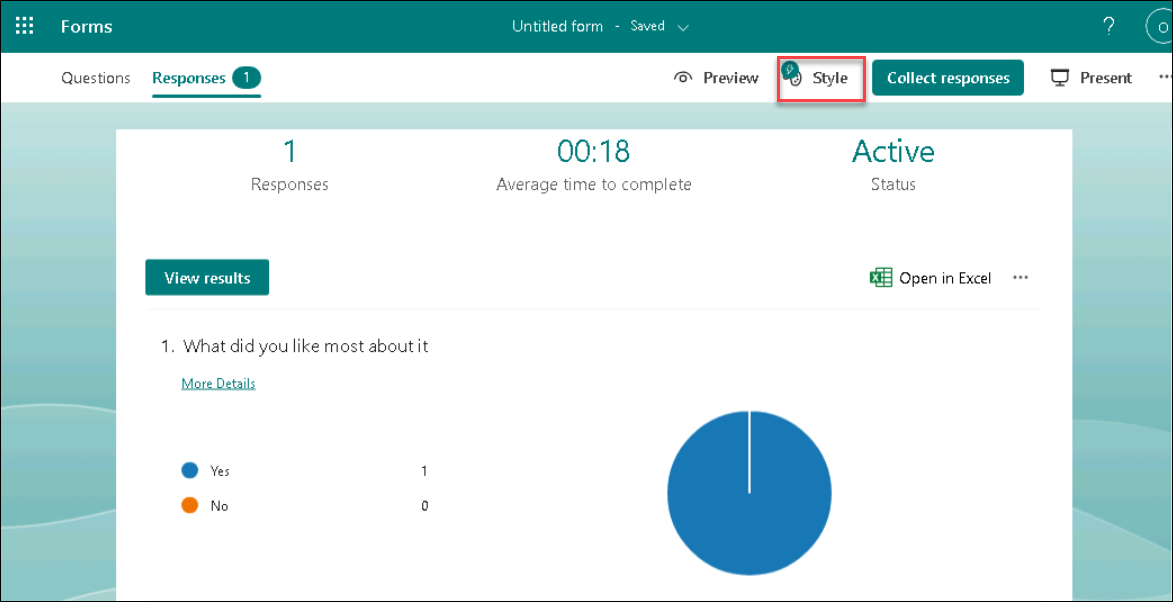 Forms
Untitled form - Saved
?
Questions
Responses 1
Preview
Style
Collect responses
Present
1
Responses
00:18
Average time to complete
Active
Status
View results
Open in Excel
1. What did you like most about it
More Details
Yes 1
No 0